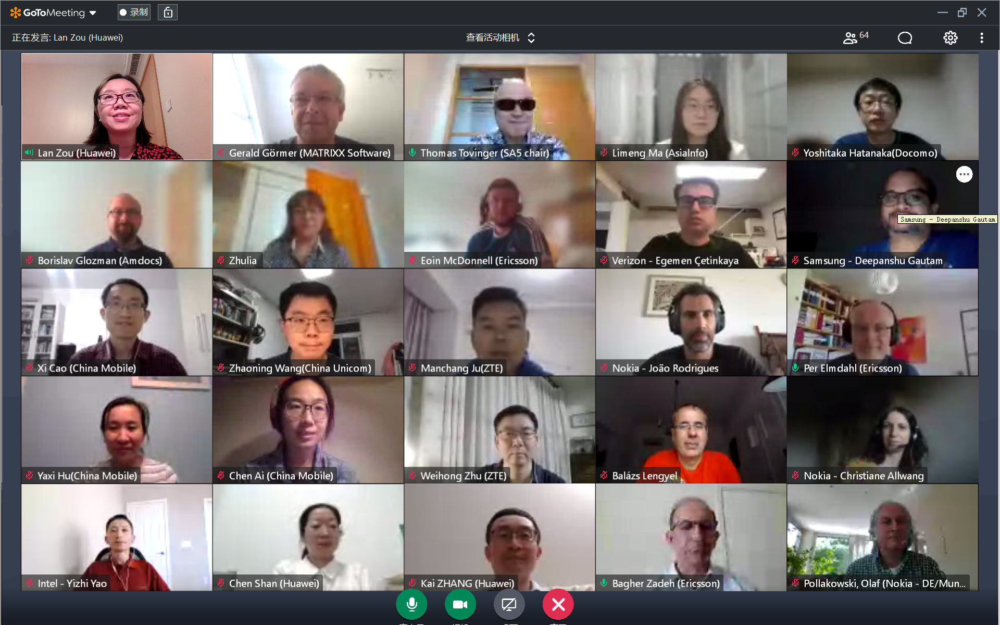 GoToMeeting
录制
正在发言: Lan Zou (Huawei)
查看活动相机
64
Lan Zou (Huawei)
Gerald Görmer (MATRIXX Software)
Thomas Tovinger (SA5 chair)
Limeng Ma (AsiaInfo)
Yoshitaka Hatanaka(Docomo)
Borislav Glozman (Amdocs)
Zhulia
Eoin McDonnell (Ericsson)
Verizon - Egemen Çetinkaya
Samsung - Deepanshu Gautam
Samsung - Deepanshu Gautam
Xi Cao (China Mobile)
Zhaoning Wang(China Unicom)
Manchang Ju(ZTE)
Nokia - João Rodrigues
Per Elmdahl (Ericsson)
Yaxi Hu(China Mobile)
Chen Ai (China Mobile)
Weihong Zhu (ZTE)
Balázs Lengyel
Nokia - Christiane Allwang
Intel - Yizhi Yao
Chen Shan (Huawei)
Kai ZHANG (Huawei)
Bagher Zadeh (Ericsson)
Pollakowski, Olaf (Nokia - DE/Mun...